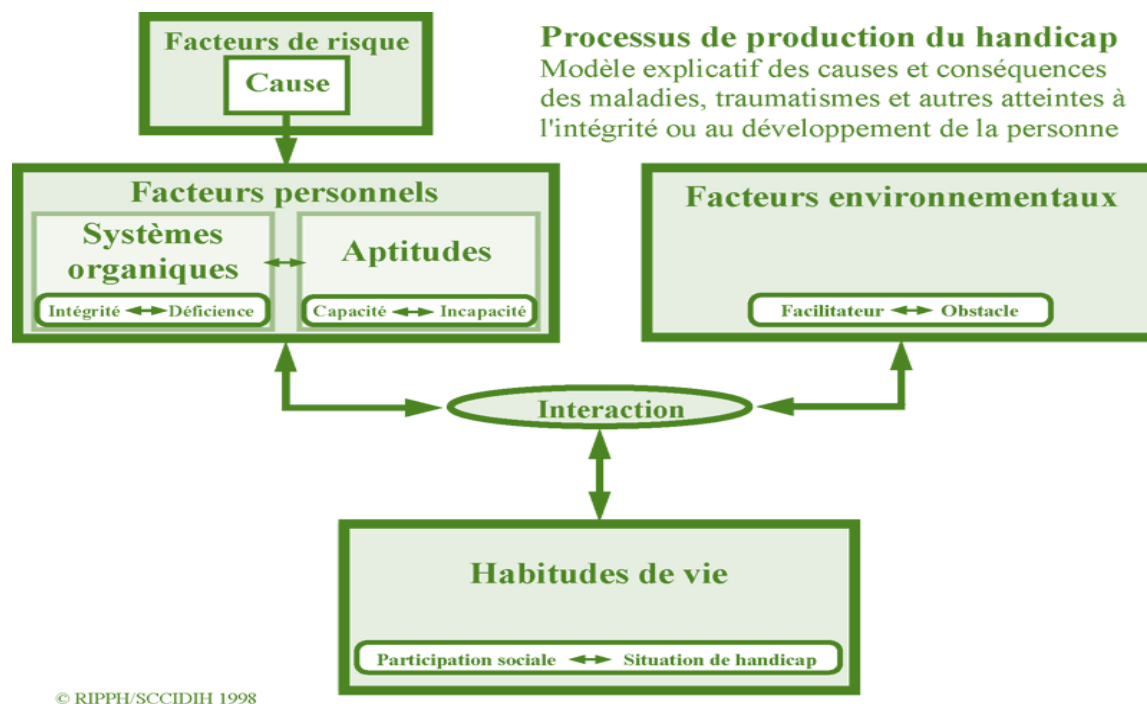 Facteurs de risque
Cause
Processus de production du handicap
Modèle explicatif des causes et conséquences
des maladies, traumatismes et autres atteintes à
l'intégrité ou au développement de la personne
Facteurs personnels
Systèmes
organiques
Intégrité Déficience
Aptitudes
Capacité Incapacité
Facteurs environnementaux
Facilitateur Obstacle
Interaction
Habitudes de vie
Participation sociale Situation de handicap
© RIPPH/SCCIDIH 1998